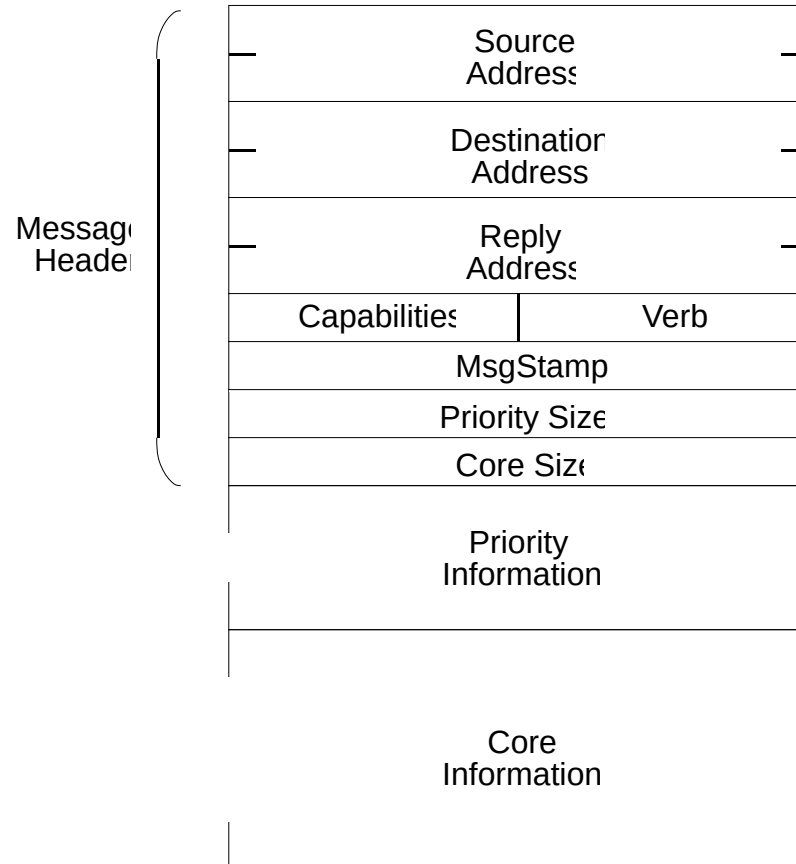 Source
Address
Destination
Address
Message
Header
Reply
Address
Capabilities
Verb
MsgStamp
Priority Size
Core Size
Priority
Information
Core
Information